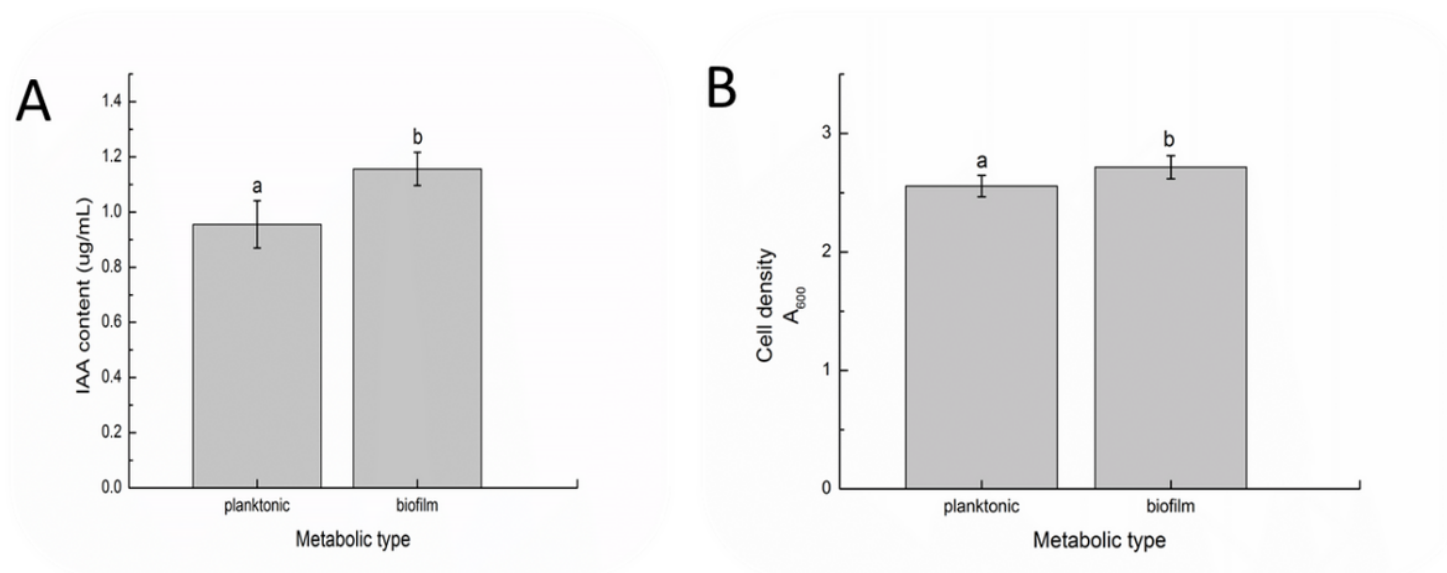 A
IAA content (ug/mL)
1.4
1.2
1.0
0.8
0.6
0.4
0.2
0.0
a
b
planktonic
biofilm
Metabolic type
B
Cell density
A600
3
2
1
0
a
b
planktonic
biofilm
Metabolic type